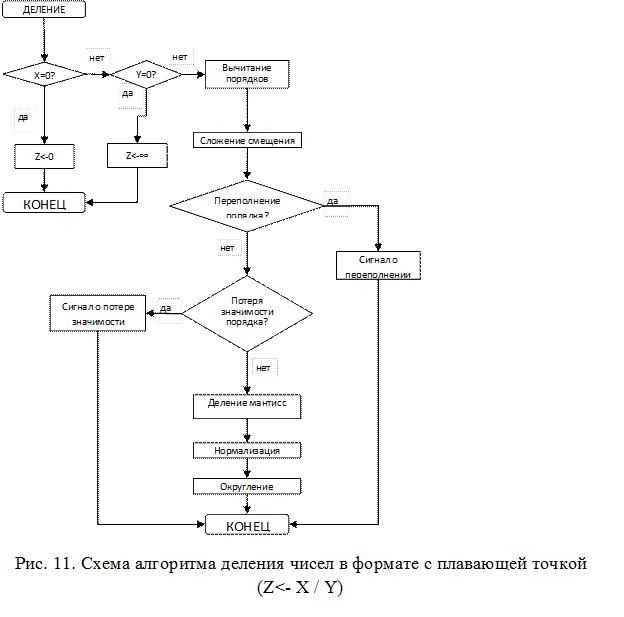 ДЕЛЕНИЕ
нет
нет
X=0?
Y=0?
Вычитание
порядков
да
да
Сложение смещения
Z<-0
Z<-∞
КОНЕЦ
Переполнение
порядка?
да
нет
Сигнал о
переполнении
Потеря
значимости
порядка?
да
Сигнал о потере
значимости
нет
Деление мантисс
Нормализация
Округление
КОНЕЦ
Рис. 11. Схема алгоритма деления чисел в формате с плавающей точкой
(Z<- X / Y)